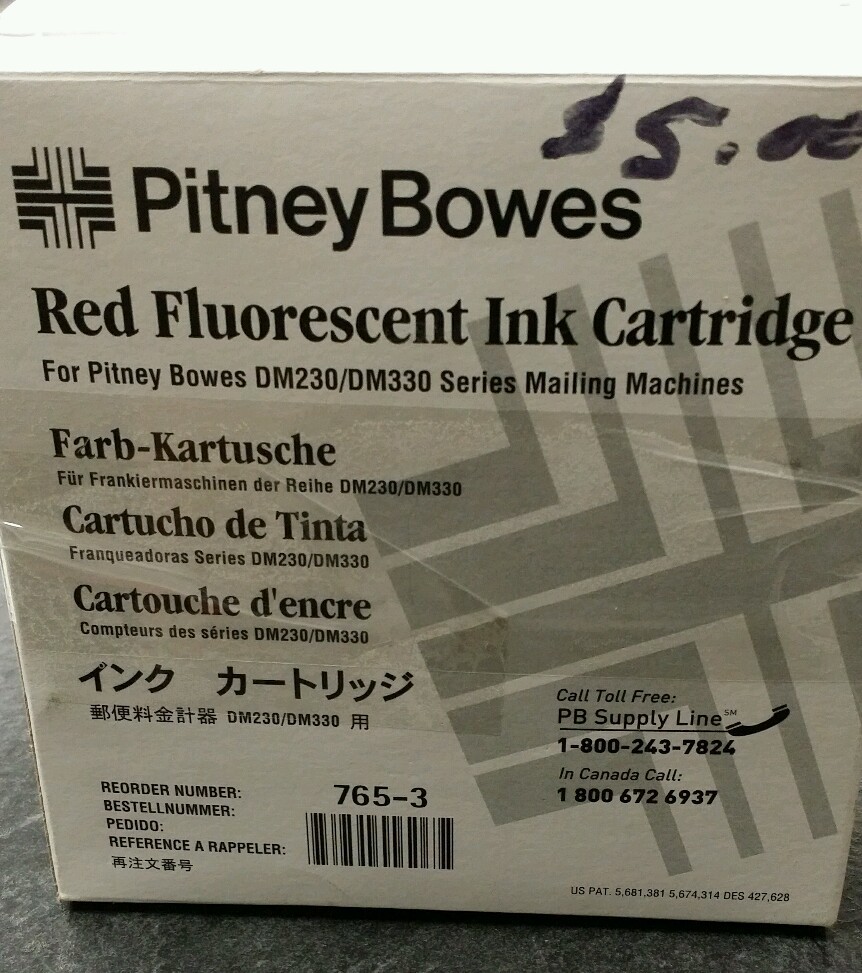 $5.00
Pitney Bowes
Red Fluorescent Ink Cartridge
For Pitney Bowes DM230/DM330 Series Mailing Machines
Farb-Kartusche
Für Frankiermaschinen der Reihe DM230/DM330
Cartucho de Tinta
Franqueadoras Series DM230/DM330
Cartouche d'encre
Compteurs des séries DM230/DM330
インク カートリッジ
郵便料金計器 DM230/DM330 用
Call Toll Free:
PB Supply Line℠
1-800-243-7824
In Canada Call:
1 800 672 6937
REORDER NUMBER:
BESTELLNUMMER:
PEDIDO:
REFERENCE A RAPPELER:
再注文番号
765-3
US PAT. 5,681,381 5,674,314 DES 427,628